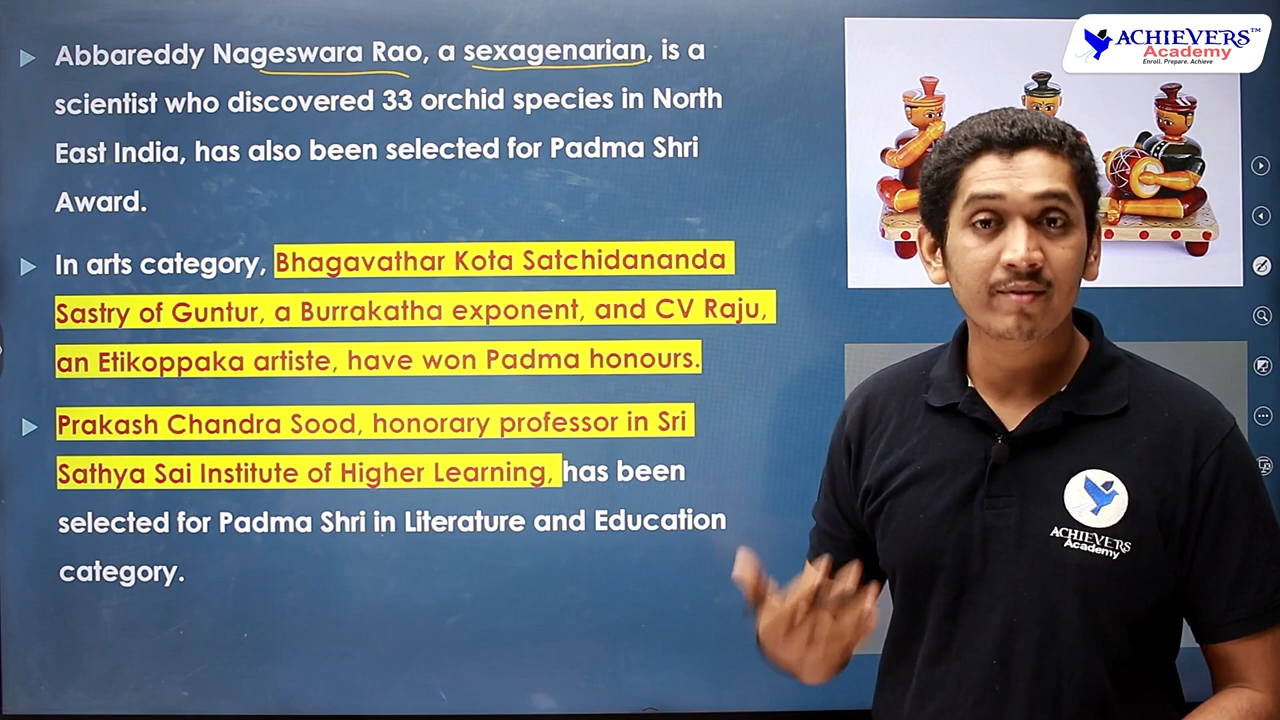 Abbareddy Nageswara Rao, a sexagenarian, is a
scientist who discovered 33 orchid species in North
East India, has also been selected for Padma Shri
Award.
In arts category, Bhagavathar Kota Satchidananda
Sastry of Guntur, a Burrakatha exponent, and CV Raju,
an Etikoppaka artiste, have won Padma honours.
Prakash Chandra Sood, honorary professor in Sri
Sathya Sai Institute of Higher Learning, has been
selected for Padma Shri in Literature and Education
category.
ACHIEVERS™
Academy
Enroll. Prepare. Achieve
ACHIEVERS
Academy